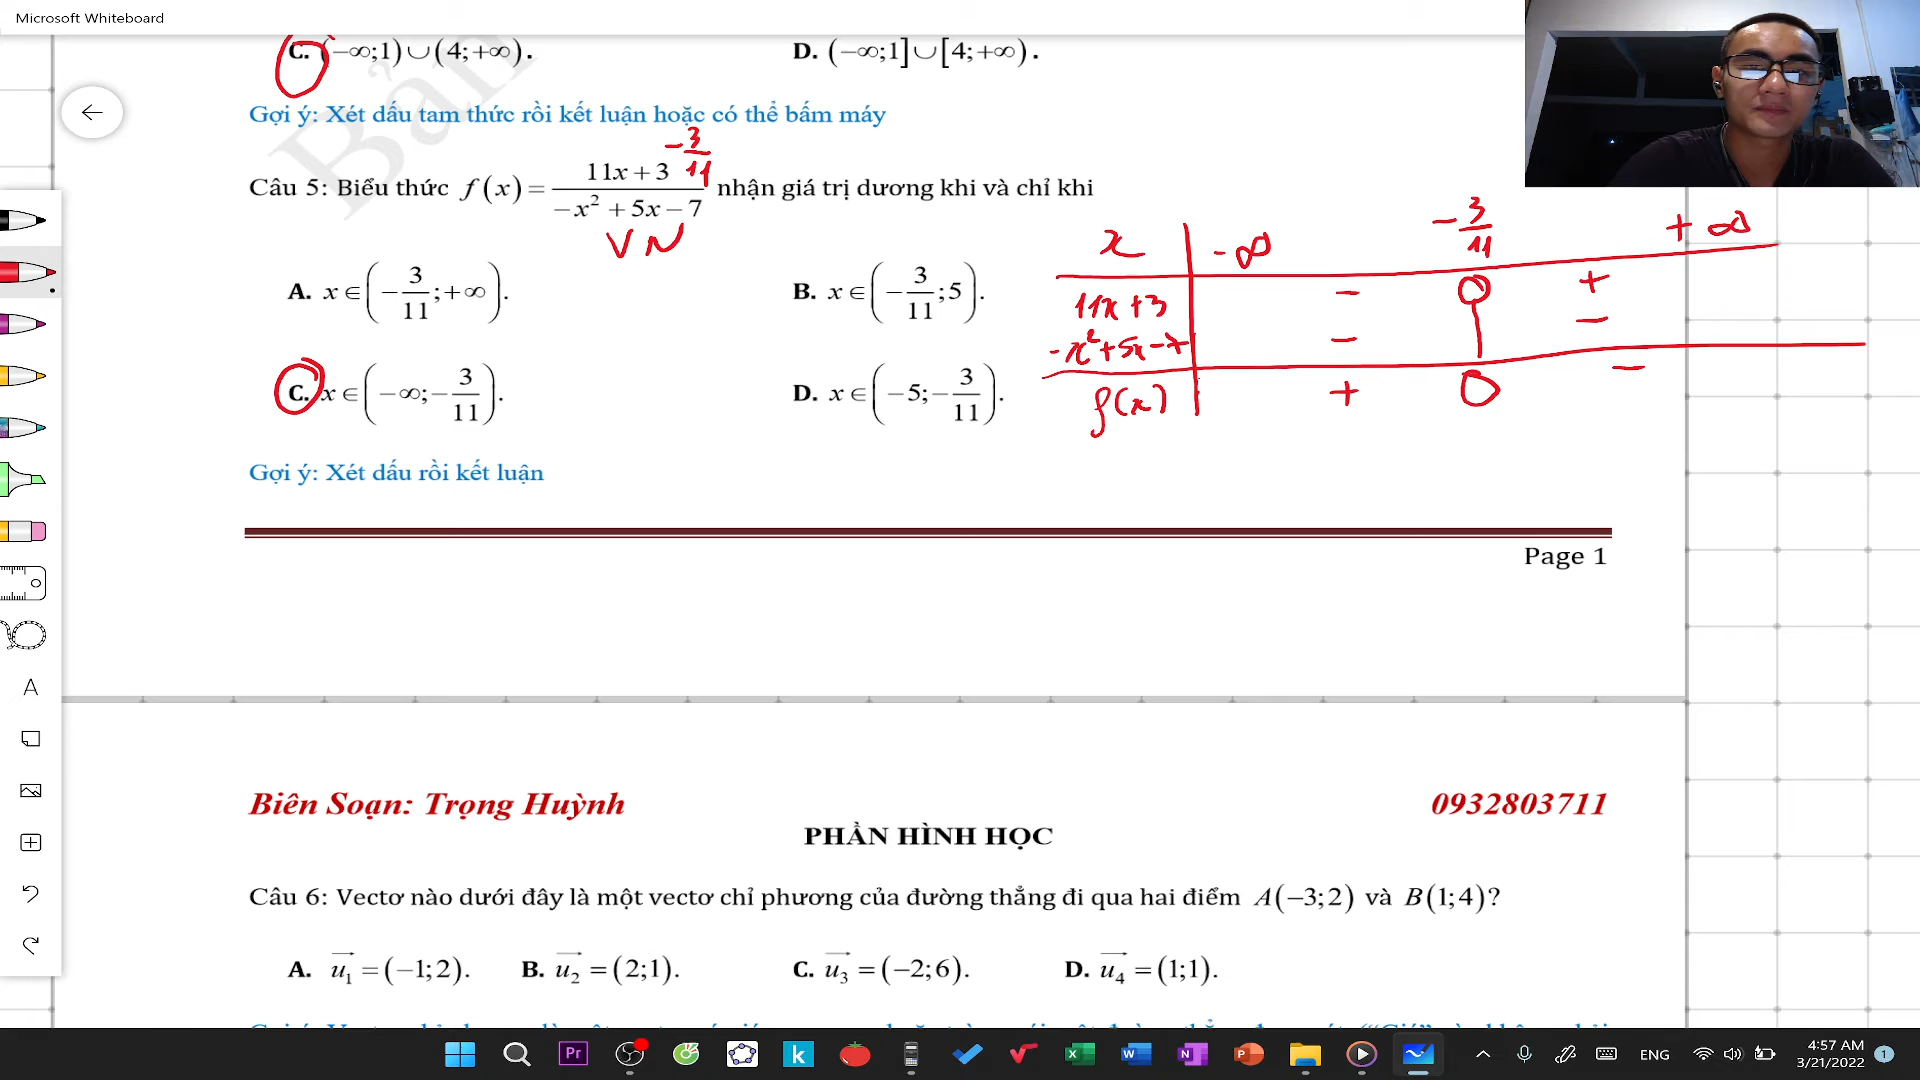 Microsoft Whiteboard
C. (−∞;1)∪(4;+∞).
D. (−∞;1]∪[4;+∞).
Bản
Gợi ý: Xét dấu tam thức rồi kết luận hoặc có thể bấm máy
Câu 5: Biểu thức f(x) = (11x+3)/(−x²+5x−7) nhận giá trị dương khi và chỉ khi
−3/11
VN
A. x∈(−3/11;+∞).
B. x∈(−3/11;5).
C. x∈(−∞;−3/11).
D. x∈(−5;−3/11).
x −∞ −3/11 +∞
11x+3 − 0 +
−x²+5x−7 − | −
f(x) + 0 −
Gợi ý: Xét dấu rồi kết luận
Page 1
Biên Soạn: Trọng Huỳnh 0932803711
PHẦN HÌNH HỌC
Câu 6: Vectơ nào dưới đây là một vectơ chỉ phương của đường thẳng đi qua hai điểm A(−3;2) và B(1;4)?
A. u₁ = (−1;2). B. u₂ = (2;1). C. u₃ = (−2;6). D. u₄ = (1;1).
ENG
4:57 AM
3/21/2022